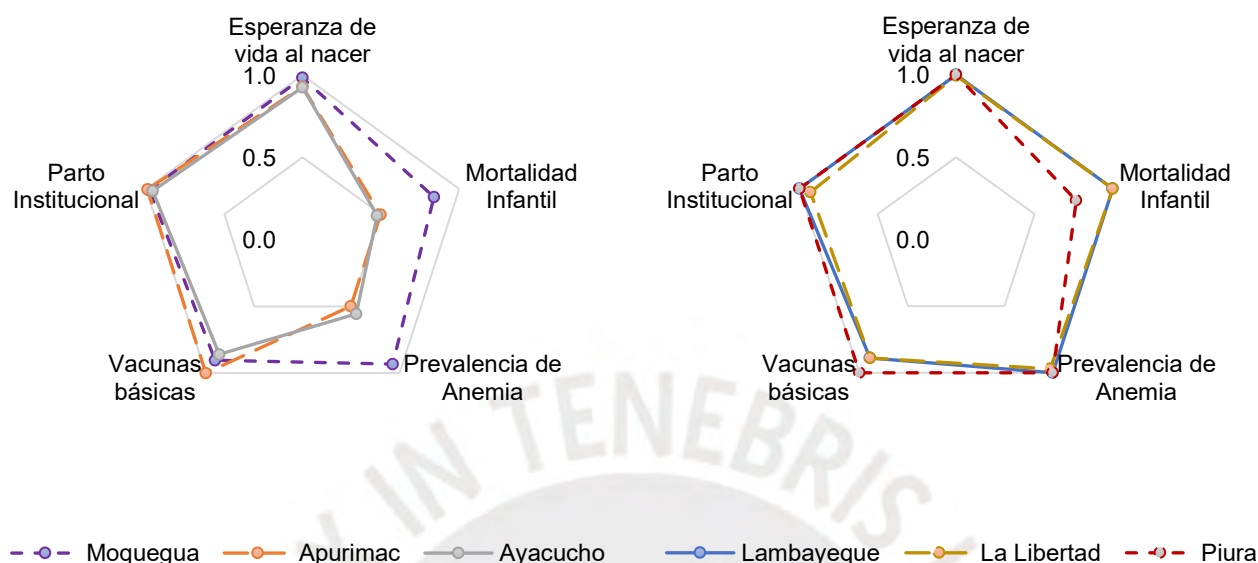 Esperanza de
vida al nacer
1.0
0.5
0.0
Mortalidad
Infantil
Prevalencia de
Anemia
Vacunas
básicas
Parto
Institucional
Esperanza de
vida al nacer
1.0
0.5
0.0
Mortalidad
Infantil
Prevalencia de
Anemia
Vacunas
básicas
Parto
Institucional
IN TENEBRIS
Moquegua
Apurimac
Ayacucho
Lambayeque
La Libertad
Piura